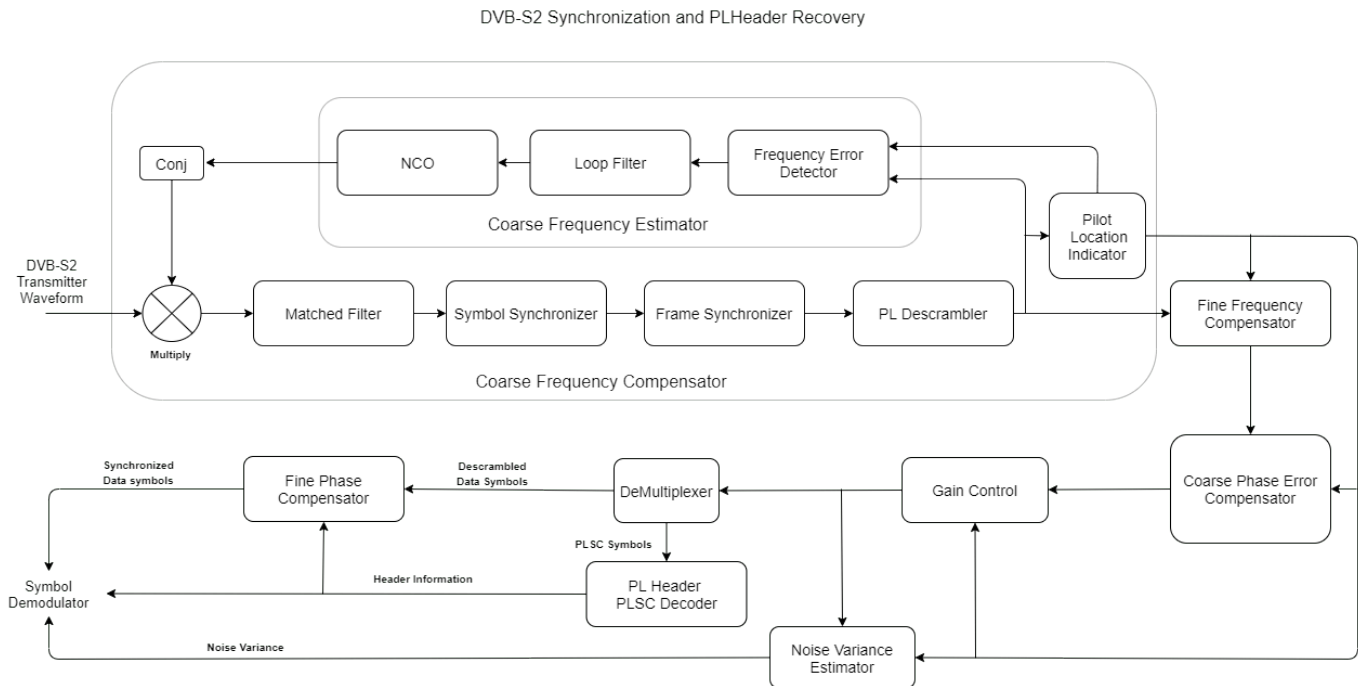 DVB-S2 Synchronization and PLHeader Recovery
Conj
NCO
Loop Filter
Frequency Error
Detector
Coarse Frequency Estimator
Pilot
Location
Indicator
DVB-S2
Transmitter
Waveform
Multiply
Matched Filter
Symbol Synchronizer
Frame Synchronizer
PL Descrambler
Fine Frequency
Compensator
Coarse Frequency Compensator
Coarse Phase Error
Compensator
Gain Control
DeMultiplexer
Descrambled
Data Symbols
Fine Phase
Compensator
Synchronized
Data symbols
PLSC Symbols
PL Header
PLSC Decoder
Header Information
Symbol
Demodulator
Noise Variance
Noise Variance
Estimator